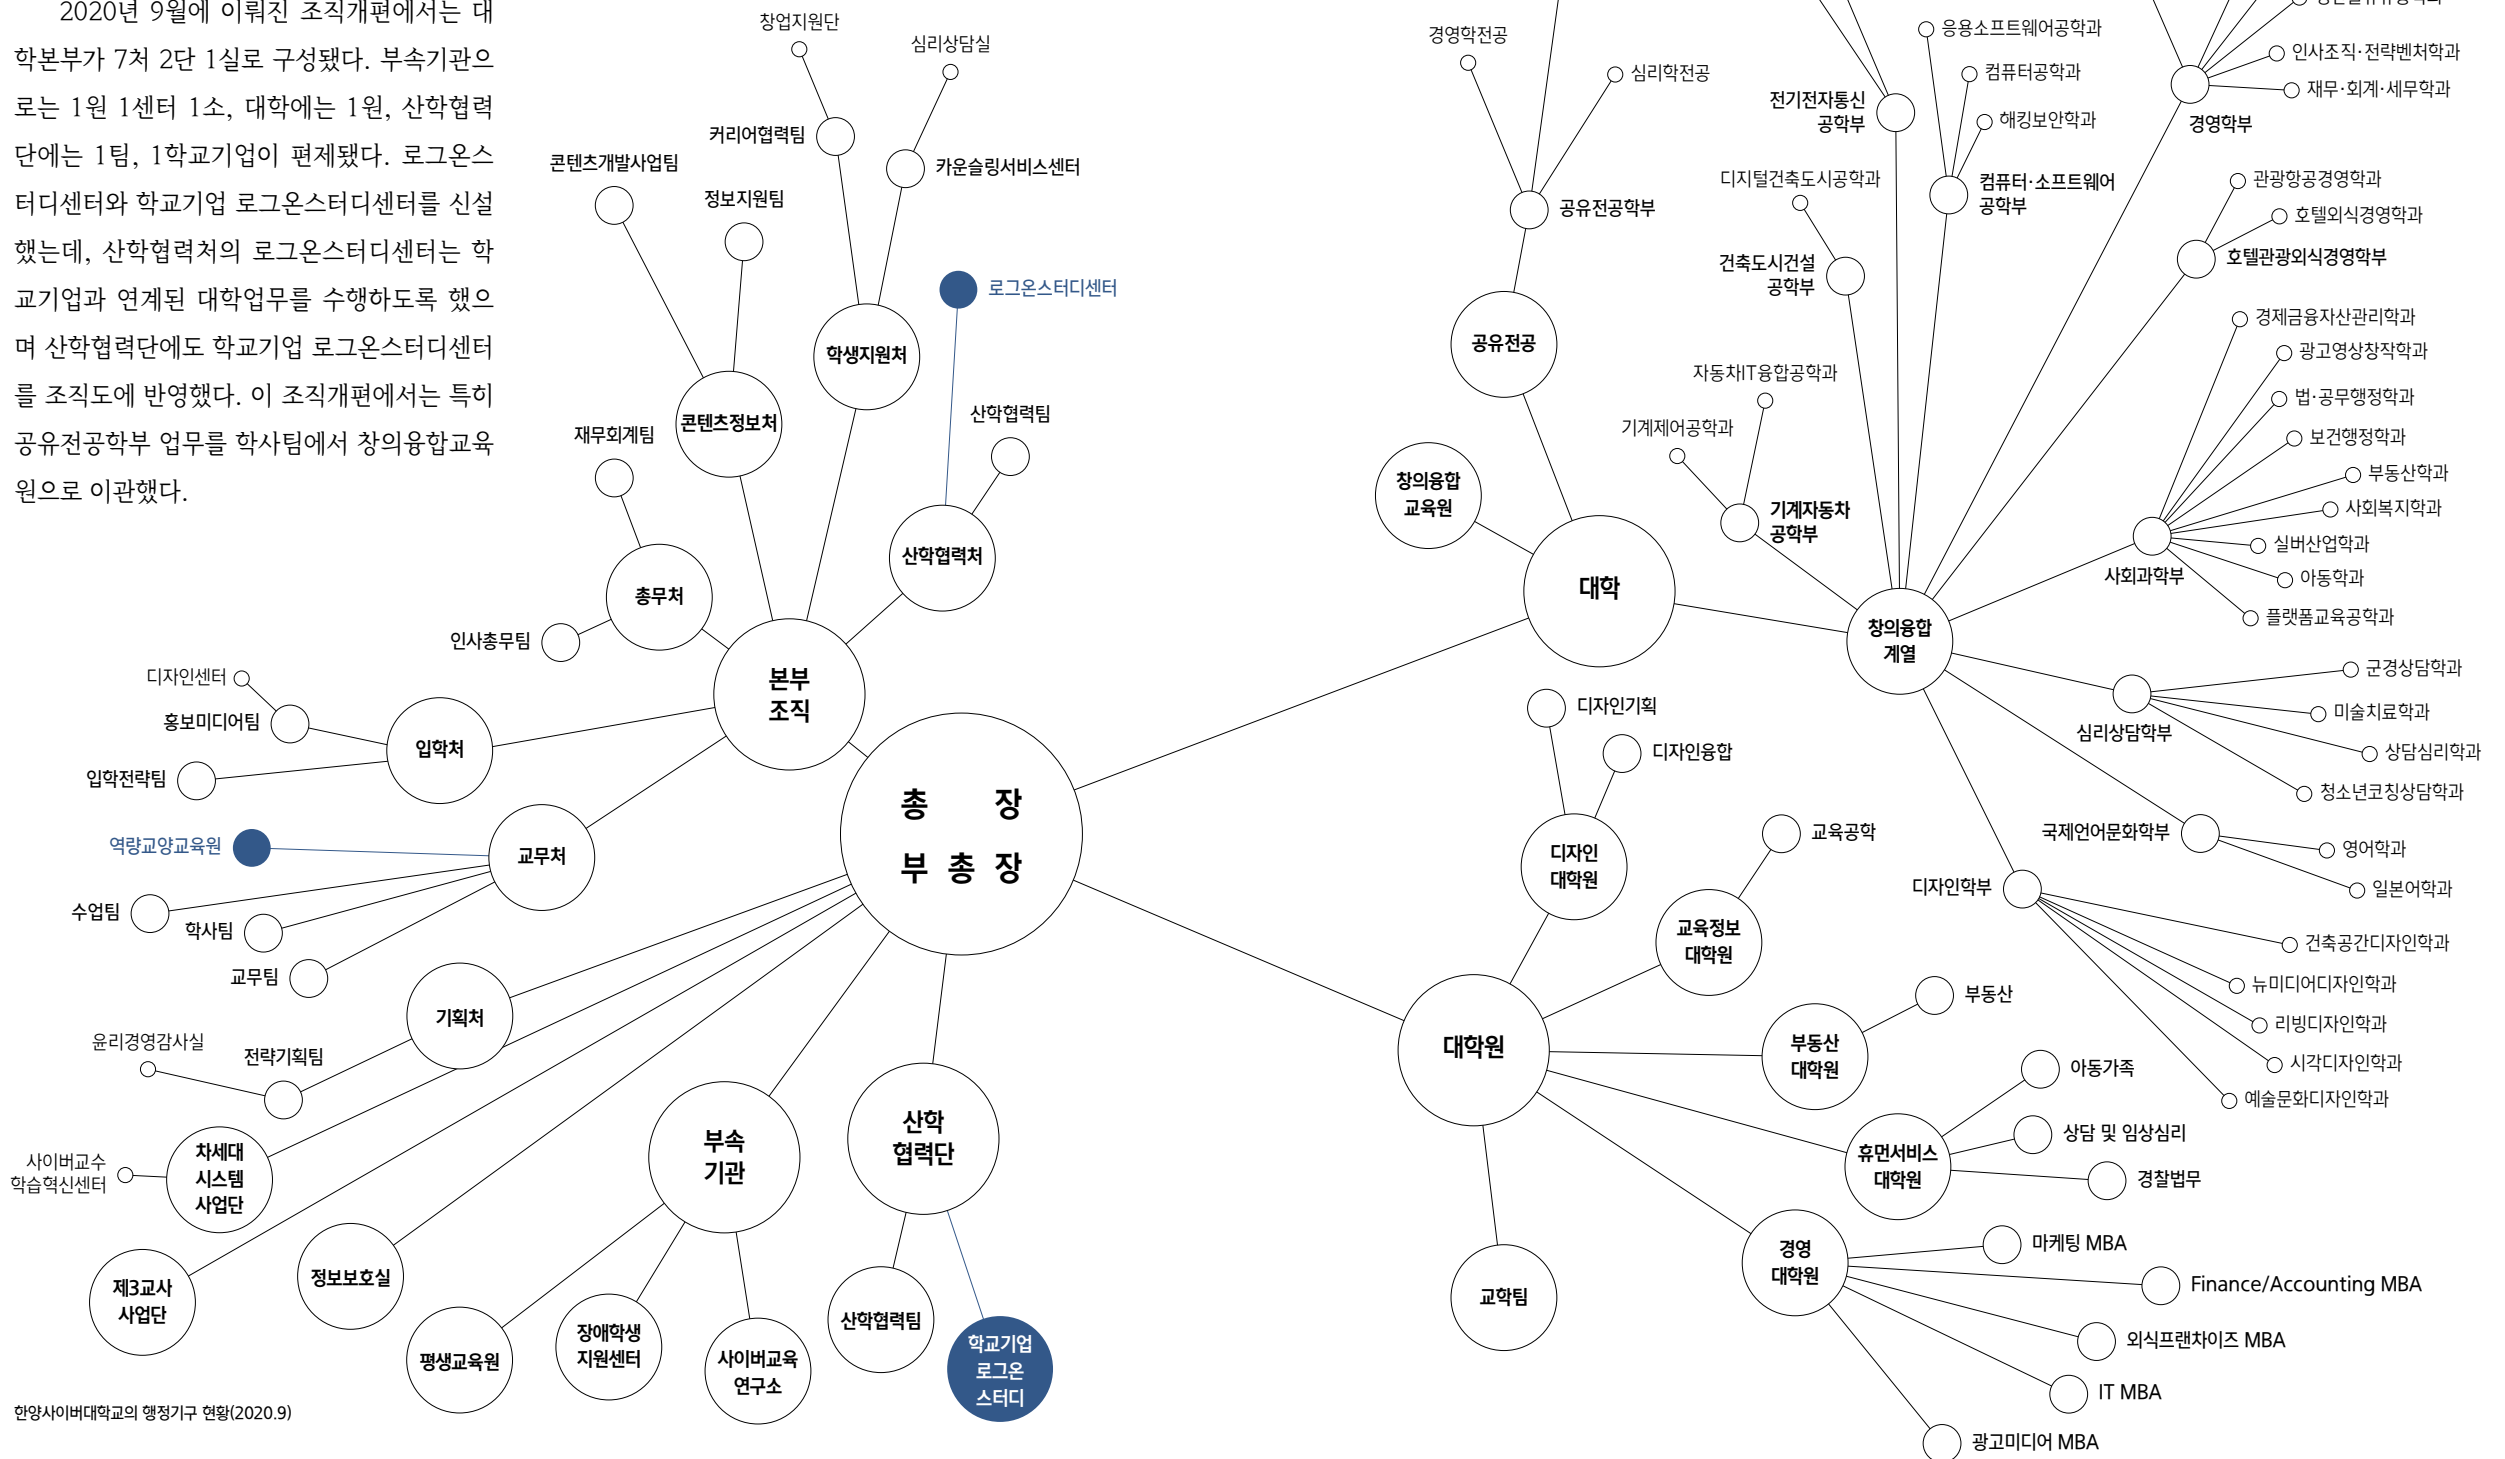 2020년 9월에 이뤄진 조직개편에서는 대
학본부가 7처 2단 1실로 구성됐다. 부속기관으
로는 1원 1센터 1소, 대학에는 1원, 산학협력
단에는 1팀, 1학교기업이 편제됐다. 로그온스
터디센터와 학교기업 로그온스터디센터를 신설
했는데, 산학협력처의 로그온스터디센터는 학
교기업과 연계된 대학업무를 수행하도록 했으
며 산학협력단에도 학교기업 로그온스터디센터
를 조직도에 반영했다. 이 조직개편에서는 특히
공유전공학부 업무를 학사팀에서 창의융합교육
원으로 이관했다.
창업지원단
심리상담실
커리어협력팀
카운슬링서비스센터
콘텐츠개발사업팀
정보지원팀
로그온스터디센터
학생지원처
콘텐츠정보처
산학협력팀
재무회계팀
산학협력처
총무처
인사총무팀
본부
조직
디자인센터
홍보미디어팀
입학처
입학전략팀
역량교양교육원
교무처
수업팀
학사팀
교무팀
총 장
부 총 장
기획처
윤리경영감사실
전략기획팀
차세대
시스템
사업단
사이버교수
학습혁신센터
제3교사
사업단
정보보호실
부속
기관
평생교육원
장애학생
지원센터
사이버교육
연구소
산학
협력단
산학협력팀
학교기업
로그온
스터디
한양사이버대학교의 행정기구 현황(2020.9)
경영학전공
심리학전공
공유전공학부
공유전공
창의융합
교육원
대학
전기전자통신
공학부
응용소프트웨어공학과
컴퓨터공학과
해킹보안학과
컴퓨터·소프트웨어
공학부
디지털건축도시공학과
건축도시건설
공학부
자동차IT융합공학과
기계제어공학과
기계자동차
공학부
창의융합
계열
인사조직·전략벤처학과
재무·회계·세무학과
경영학부
관광항공경영학과
호텔외식경영학과
호텔관광외식경영학부
경제금융자산관리학과
광고영상창작학과
법·공무행정학과
보건행정학과
부동산학과
사회복지학과
실버산업학과
아동학과
플랫폼교육공학과
사회과학부
군경상담학과
미술치료학과
상담심리학과
청소년코칭상담학과
심리상담학부
국제언어문화학부
영어학과
일본어학과
디자인학부
건축공간디자인학과
뉴미디어디자인학과
리빙디자인학과
시각디자인학과
예술문화디자인학과
디자인기획
디자인융합
디자인
대학원
교육공학
교육정보
대학원
부동산
부동산
대학원
대학원
아동가족
상담 및 임상심리
경찰법무
휴먼서비스
대학원
교학팀
경영
대학원
마케팅 MBA
Finance/Accounting MBA
외식프랜차이즈 MBA
IT MBA
광고미디어 MBA